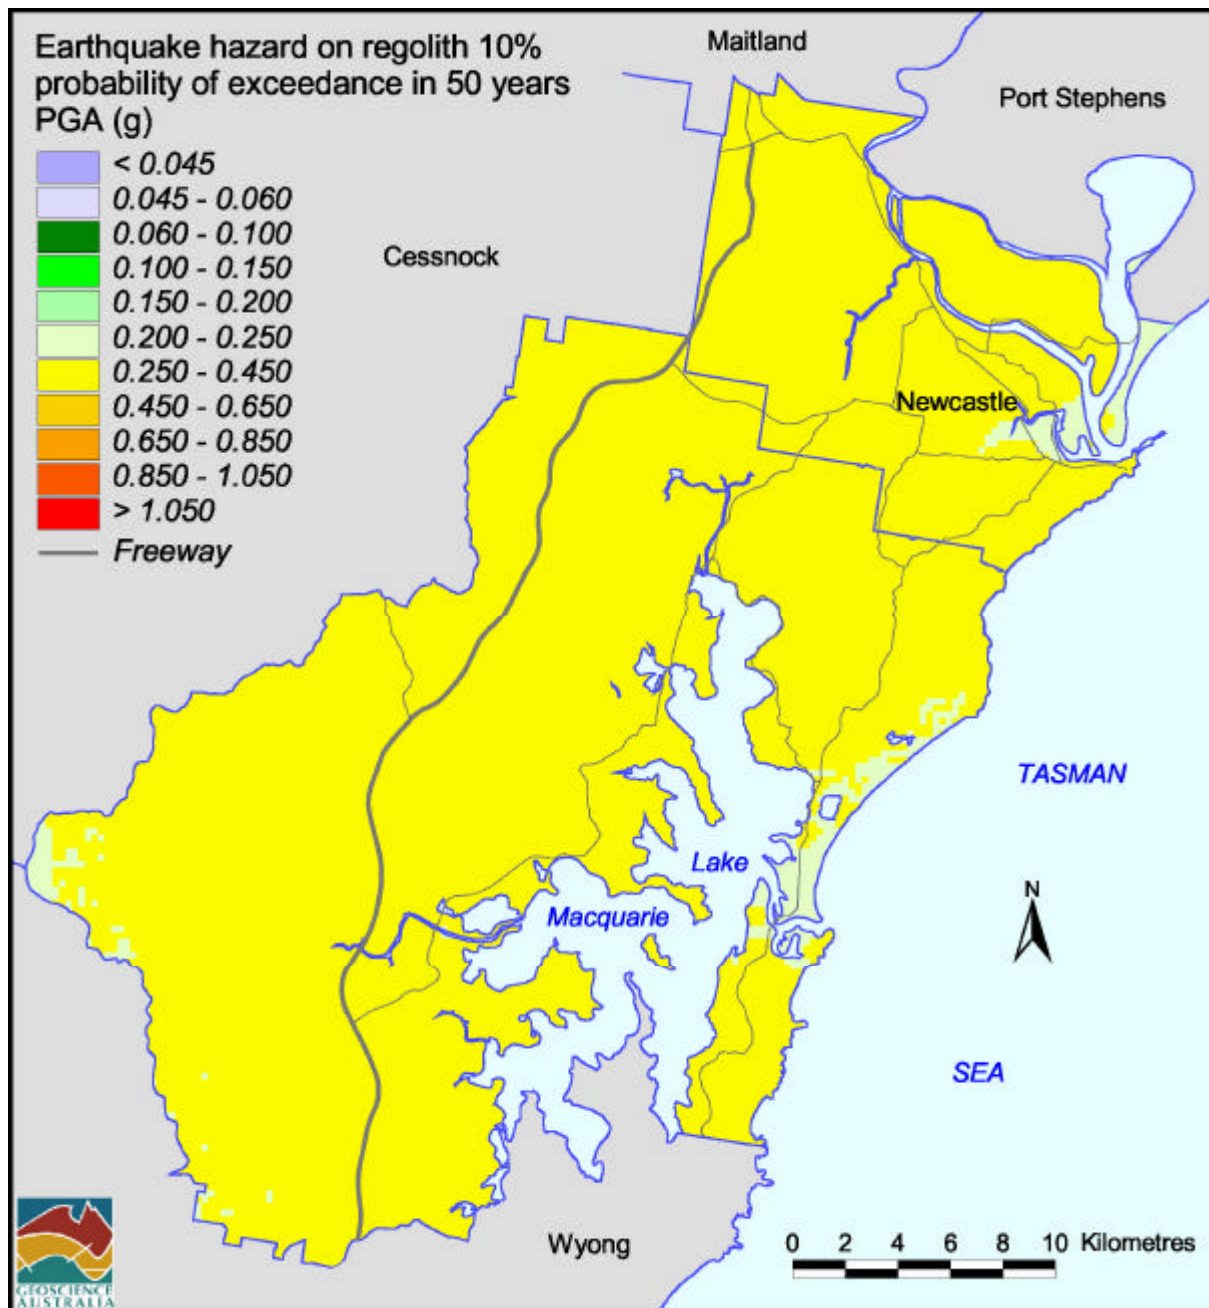 Earthquake hazard on regolith 10%
probability of exceedance in 50 years
PGA (g)
< 0.045
0.045 - 0.060
0.060 - 0.100
0.100 - 0.150
0.150 - 0.200
0.200 - 0.250
0.250 - 0.450
0.450 - 0.650
0.650 - 0.850
0.850 - 1.050
> 1.050
Freeway
Maitland
Port Stephens
Cessnock
Newcastle
TASMAN
Lake
Macquarie
N
SEA
Wyong
0 2 4 6 8 10 Kilometres
GEOSCIENCE
AUSTRALIA